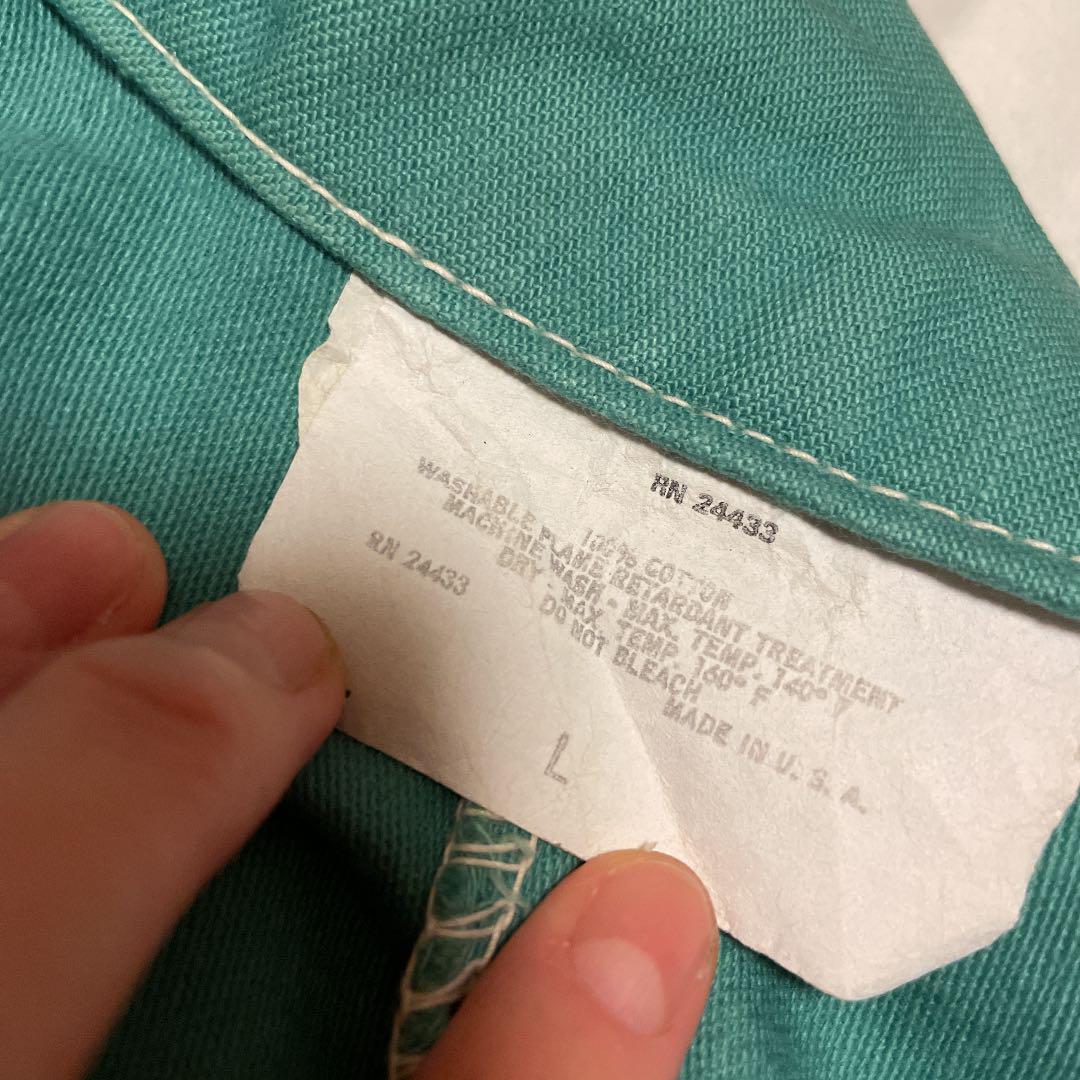 RN 24433
100% COTTON
WASHABLE FLAME RETARDANT TREATMENT
MACHINE WASH - MAX. TEMP. 140° F
DRY - MAX. TEMP. 160° F
DO NOT BLEACH
RN 24433
MADE IN U. S. A.
L